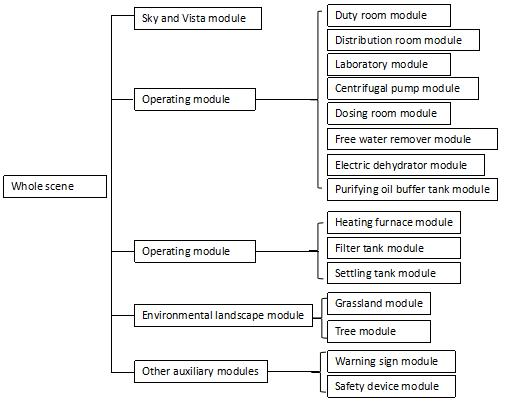 Whole scene
Sky and Vista module
Operating module
Duty room module
Distribution room module
Laboratory module
Centrifugal pump module
Dosing room module
Free water remover module
Electric dehydrator module
Purifying oil buffer tank module
Operating module
Heating furnace module
Filter tank module
Settling tank module
Environmental landscape module
Grassland module
Tree module
Other auxiliary modules
Warning sign module
Safety device module